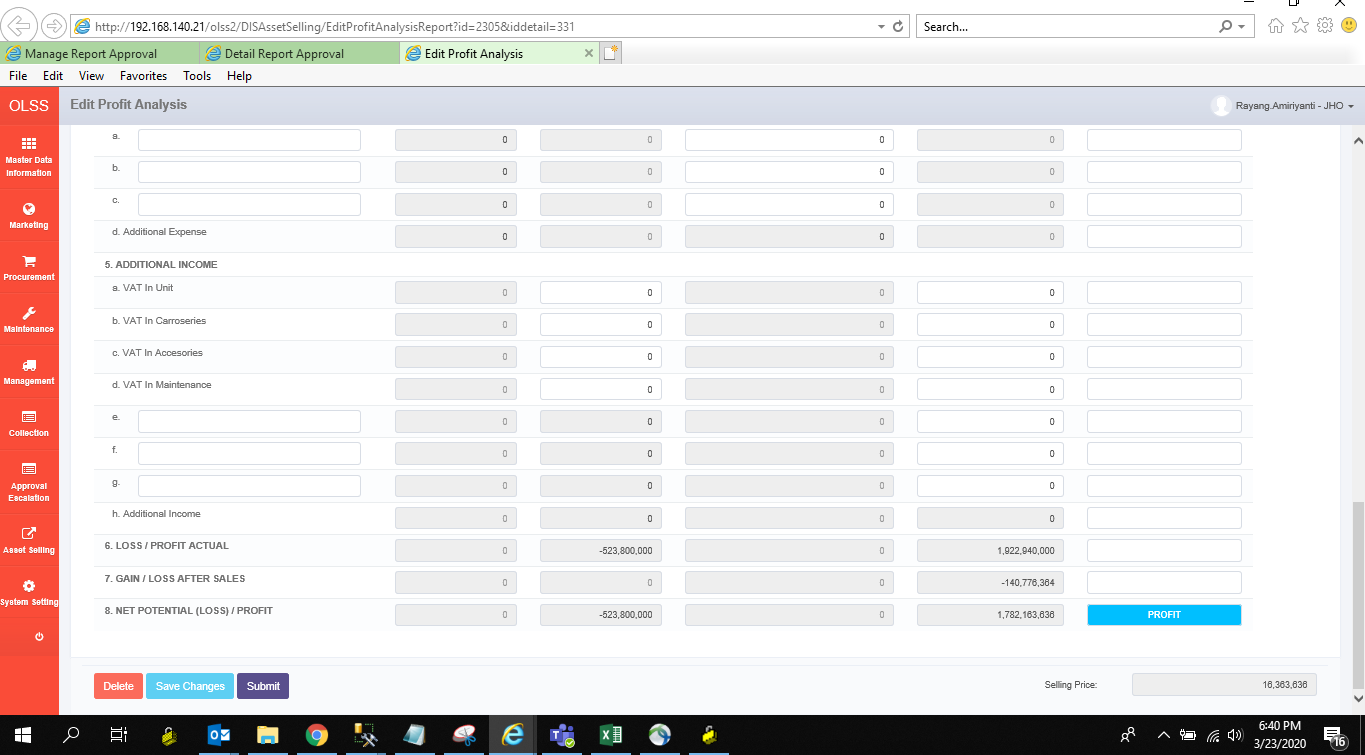 http://192.168.140.21/olss2/DISAssetSelling/EditProfitAnalysisReport?id=2305&iddetail=331
Search...
Manage Report Approval
Detail Report Approval
Edit Profit Analysis
File Edit View Favorites Tools Help
OLSS
Edit Profit Analysis
Rayang.Amiriyanti - JHO
Master Data Information
Marketing
Procurement
Maintenance
Management
Collection
Approval Escalation
Asset Selling
System Setting
a. 0 0 0 0
b. 0 0 0 0
c. 0 0 0 0
d. Additional Expense 0 0 0 0
5. ADDITIONAL INCOME
a. VAT In Unit 0 0 0 0
b. VAT In Carroseries 0 0 0 0
c. VAT In Accesories 0 0 0 0
d. VAT In Maintenance 0 0 0 0
e. 0 0 0 0
f. 0 0 0 0
g. 0 0 0 0
h. Additional Income 0 0 0 0
6. LOSS / PROFIT ACTUAL 0 -523,800,000 0 1,922,940,000
7. GAIN / LOSS AFTER SALES 0 0 0 -140,776,364
8. NET POTENTIAL (LOSS) / PROFIT 0 -523,800,000 0 1,782,163,636 PROFIT
Delete Save Changes Submit
Selling Price: 16,363,636
6:40 PM
3/23/2020
16